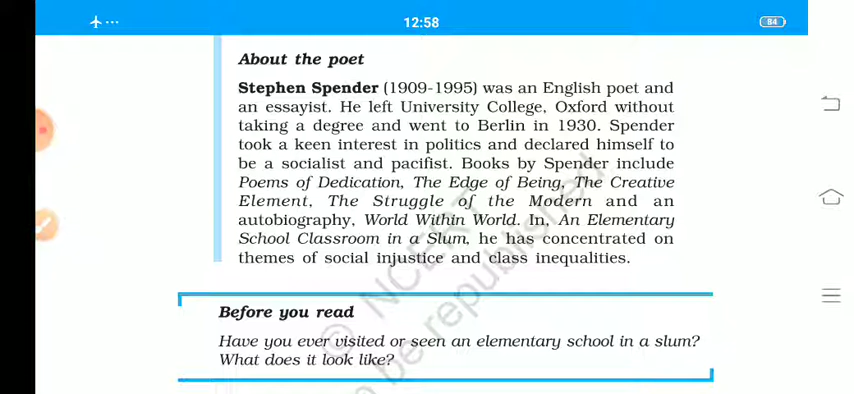 12:58
84
About the poet
Stephen Spender (1909-1995) was an English poet and
an essayist. He left University College, Oxford without
taking a degree and went to Berlin in 1930. Spender
took a keen interest in politics and declared himself to
be a socialist and pacifist. Books by Spender include
Poems of Dedication, The Edge of Being, The Creative
Element, The Struggle of the Modern and an
autobiography, World Within World. In, An Elementary
School Classroom in a Slum, he has concentrated on
themes of social injustice and class inequalities.
Before you read
Have you ever visited or seen an elementary school in a slum?
What does it look like?
© NCERT
be republished